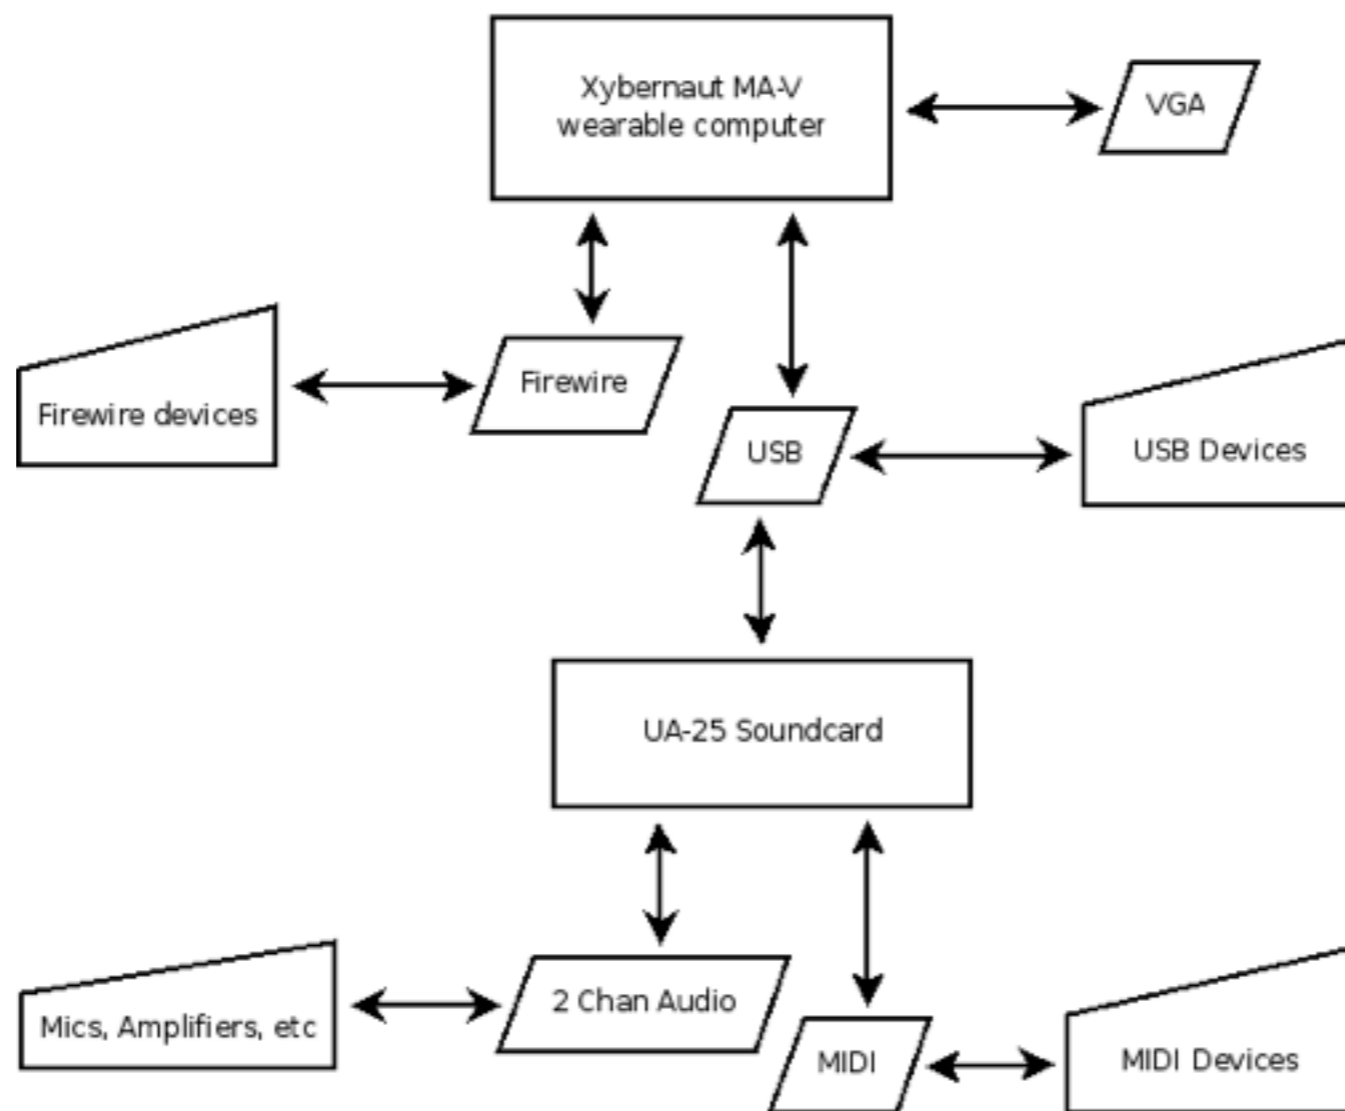 Xybernaut MA-V
wearable computer
VGA
Firewire
Firewire devices
USB
USB Devices
UA-25 Soundcard
2 Chan Audio
Mics, Amplifiers, etc
MIDI
MIDI Devices